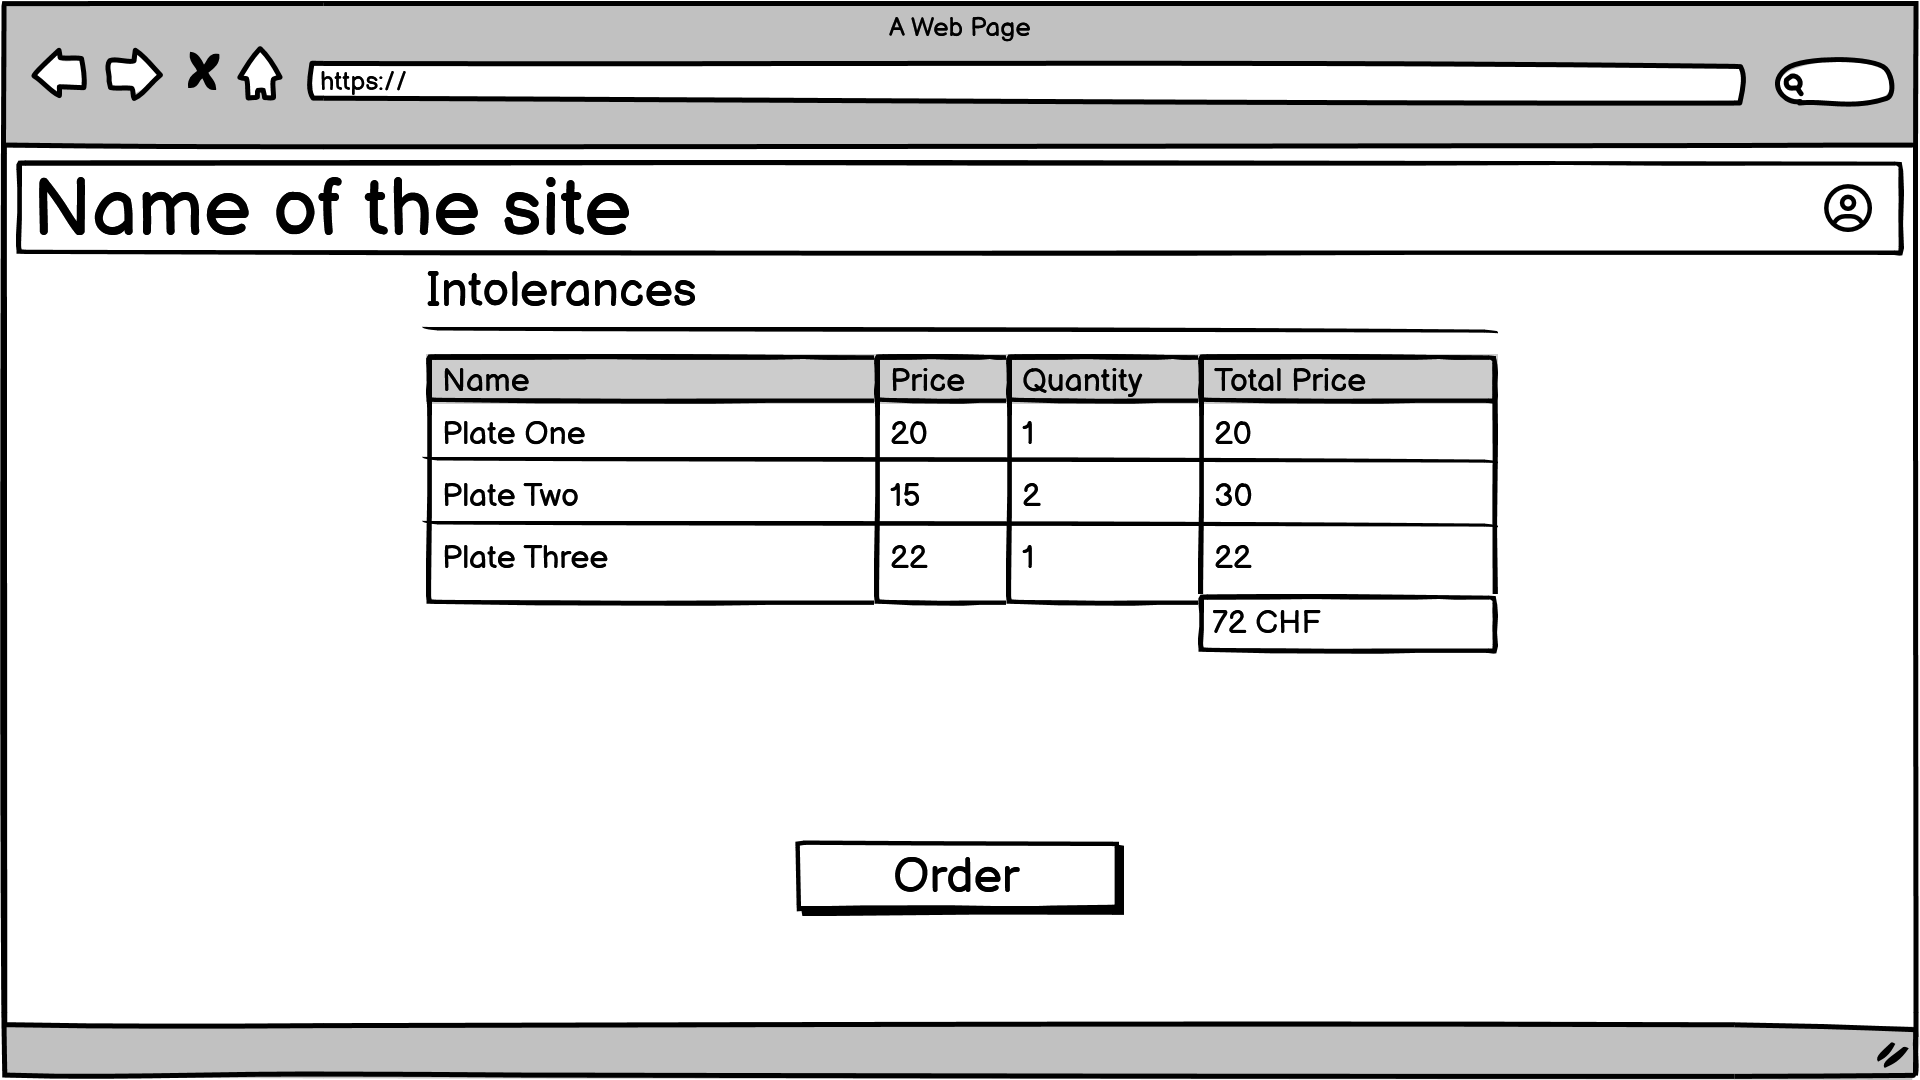 A Web Page
https://
Name of the site
Intolerances
Name Price Quantity Total Price
Plate One 20 1 20
Plate Two 15 2 30
Plate Three 22 1 22
72 CHF
Order